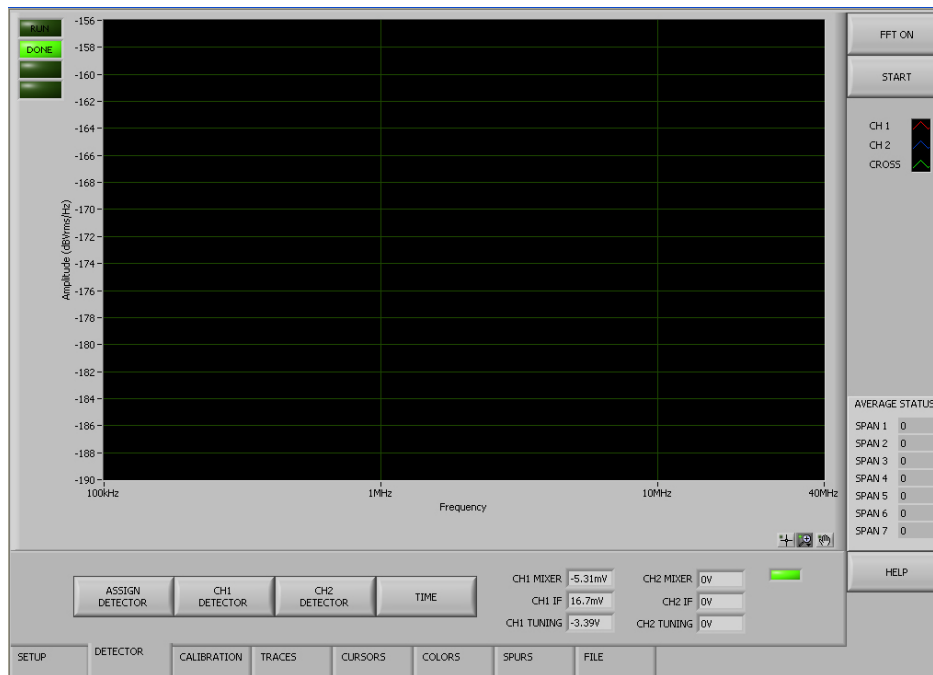 RUN
DONE
-156
-158
-160
-162
-164
-166
-168
-170
-172
-174
-176
-178
-180
-182
-184
-186
-188
-190
Amplitude (dBVrms/Hz)
100kHz
1MHz
10MHz
40MHz
Frequency
FFT ON
START
CH 1
CH 2
CROSS
AVERAGE STATUS
SPAN 1 0
SPAN 2 0
SPAN 3 0
SPAN 4 0
SPAN 5 0
SPAN 6 0
SPAN 7 0
HELP
ASSIGN
DETECTOR
CH1
DETECTOR
CH2
DETECTOR
TIME
CH1 MIXER -5.31mV
CH1 IF 16.7mV
CH1 TUNING -3.39V
CH2 MIXER 0V
CH2 IF 0V
CH2 TUNING 0V
SETUP
DETECTOR
CALIBRATION
TRACES
CURSORS
COLORS
SPURS
FILE